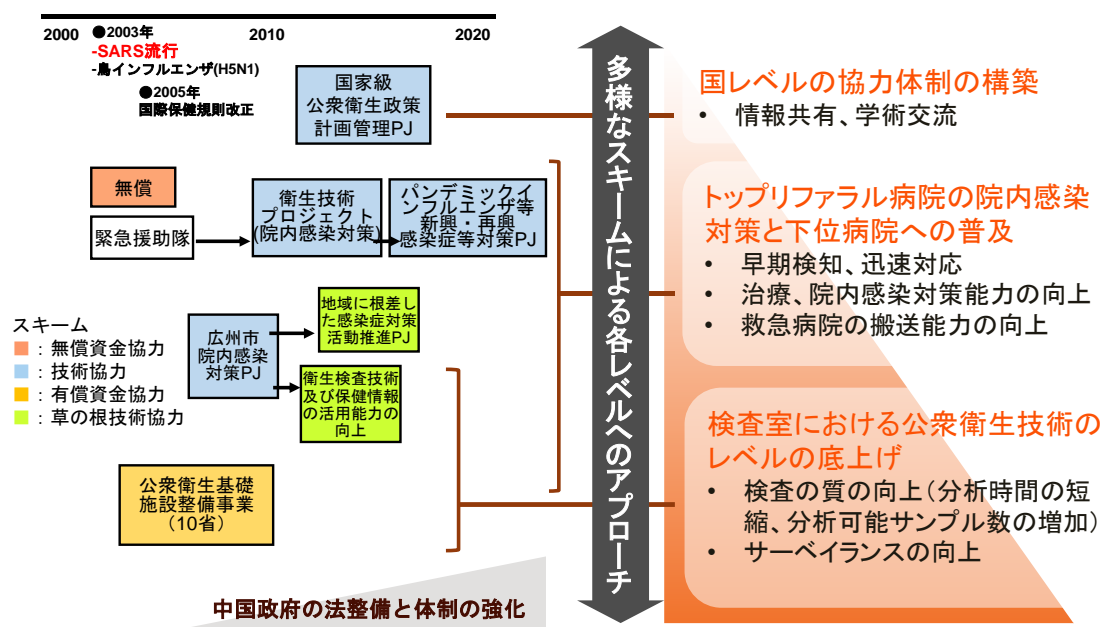 2000
●2003年
-SARS流行
-鳥インフルエンザ(H5N1)
●2005年
国際保健規則改正
2010
2020
国家級
公衆衛生政策
計画管理PJ
無償
緊急援助隊
衛生技術
プロジェクト
(院内感染対策)
パンデミックイ
ンフルエンザ等
新興・再興
感染症等対策PJ
スキーム
：無償資金協力
：技術協力
：有償資金協力
：草の根技術協力
広州市
院内感染
対策PJ
地域に根差し
た感染症対策
活動推進PJ
衛生検査技術
及び保健情報
の活用能力の
向上
公衆衛生基礎
施設整備事業
（10省）
中国政府の法整備と体制の強化
多様なスキームによる各レベルへのアプローチ
国レベルの協力体制の構築
• 情報共有、学術交流
トップリファラル病院の院内感染
対策と下位病院への普及
• 早期検知、迅速対応
• 治療、院内感染対策能力の向上
• 救急病院の搬送能力の向上
検査室における公衆衛生技術の
レベルの底上げ
• 検査の質の向上（分析時間の短
縮、分析可能サンプル数の増加）
• サーベイランスの向上